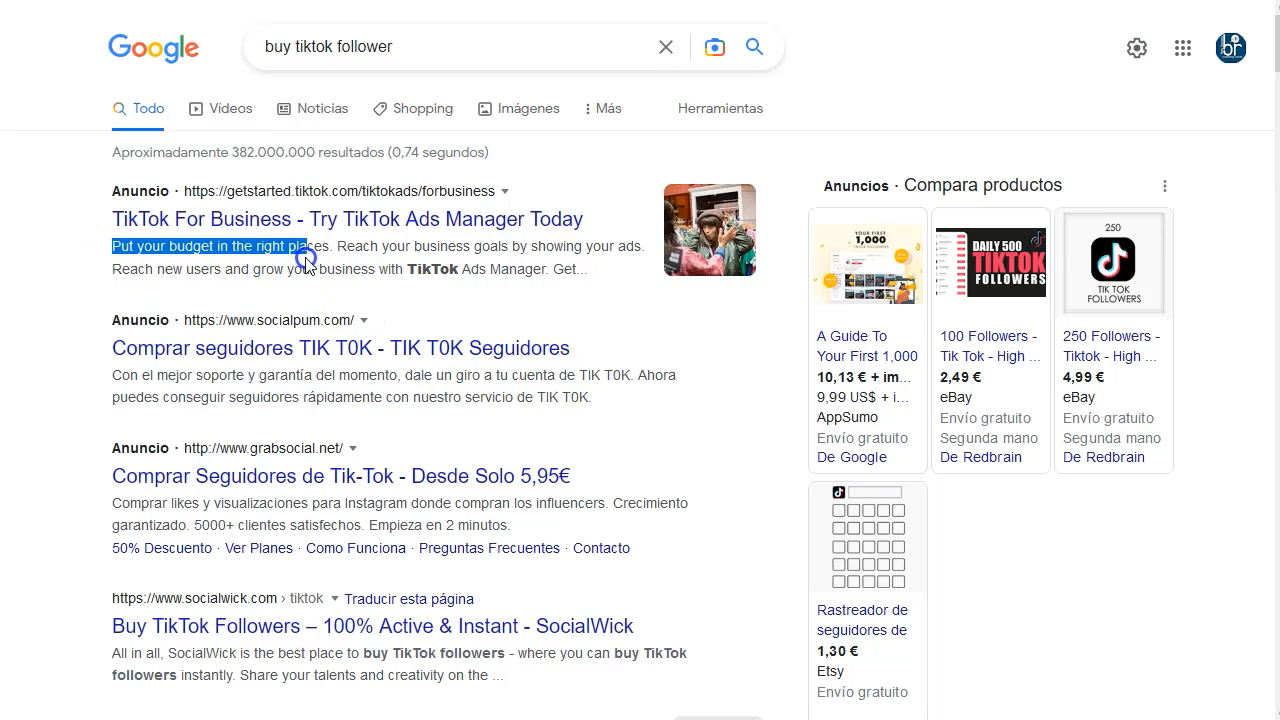 Google
buy tiktok follower
br
Todo
Vídeos
Noticias
Shopping
Imágenes
Más
Herramientas
Aproximadamente 382.000.000 resultados (0,74 segundos)
Anuncio · https://getstarted.tiktok.com/tiktokads/forbusiness
TikTok For Business - Try TikTok Ads Manager Today
Put your budget in the right places. Reach your business goals by showing your ads.
Reach new users and grow your business with TikTok Ads Manager. Get...
Anuncio · https://www.socialpum.com/
Comprar seguidores TIK T0K - TIK T0K Seguidores
Con el mejor soporte y garantía del momento, dale un giro a tu cuenta de TIK T0K. Ahora
puedes conseguir seguidores rápidamente con nuestro servicio de TIK T0K.
Anuncio · http://www.grabsocial.net/
Comprar Seguidores de Tik-Tok - Desde Solo 5,95€
Comprar likes y visualizaciones para Instagram donde compran los influencers. Crecimiento
garantizado. 5000+ clientes satisfechos. Empieza en 2 minutos.
50% Descuento · Ver Planes · Como Funciona · Preguntas Frecuentes · Contacto
https://www.socialwick.com › tiktok Traducir esta página
Buy TikTok Followers – 100% Active & Instant - SocialWick
All in all, SocialWick is the best place to buy TikTok followers - where you can buy TikTok
followers instantly. Share your talents and creativity on the ...
Anuncios · Compara productos
YOUR FIRST
1,000
A Guide To
Your First 1,000
10,13 € + im...
9,99 US$ + i...
AppSumo
Envío gratuito
De Google
DAILY 500
TIKTOK
FOLLOWERS
100 Followers -
Tik Tok - High ...
2,49 €
eBay
Envío gratuito
Segunda mano
De Redbrain
250
TIK TOK
FOLLOWERS
250 Followers -
Tiktok - High ...
4,99 €
eBay
Envío gratuito
Segunda mano
De Redbrain
Rastreador de
seguidores de
1,30 €
Etsy
Envío gratuito